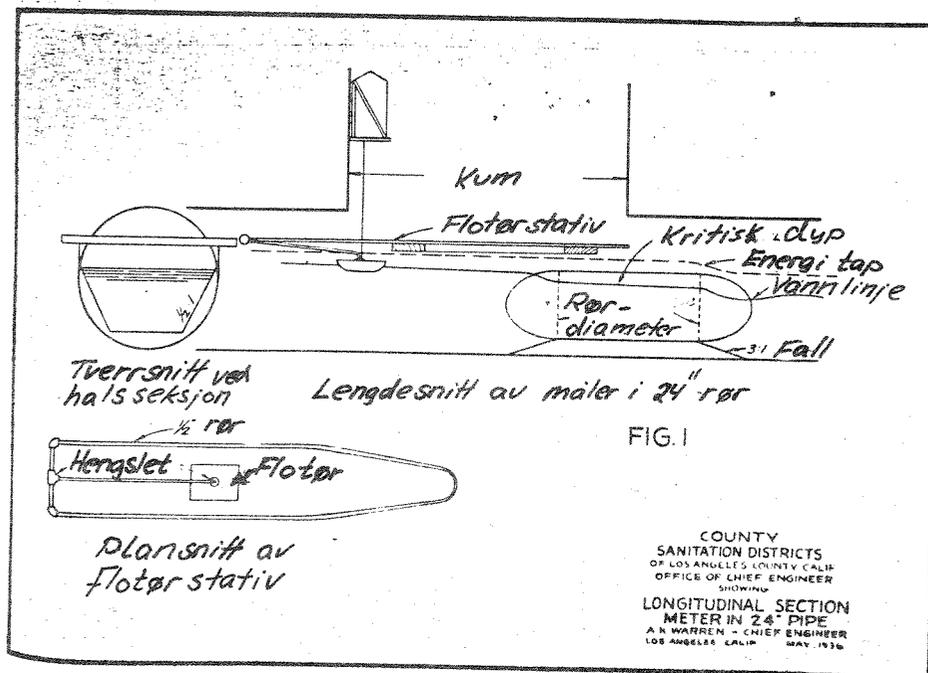 Kum
Flotør stativ
Kritisk dyp
Energi tap
Vannlinje
Rør-
diameter
3:1 Fall
Tverrsnitt ved
hals seksjon
Lengdesnitt av måler i 24" rør
FIG. 1
½" rør
Hengslet
Flotør
Plansnitt av
flotør stativ
COUNTY
SANITATION DISTRICTS
OF LOS ANGELES COUNTY CALIF
OFFICE OF CHIEF ENGINEER
SHOWING
LONGITUDINAL SECTION
METER IN 24" PIPE
A K WARREN - CHIEF ENGINEER
LOS ANGELES CALIF MAY 1936